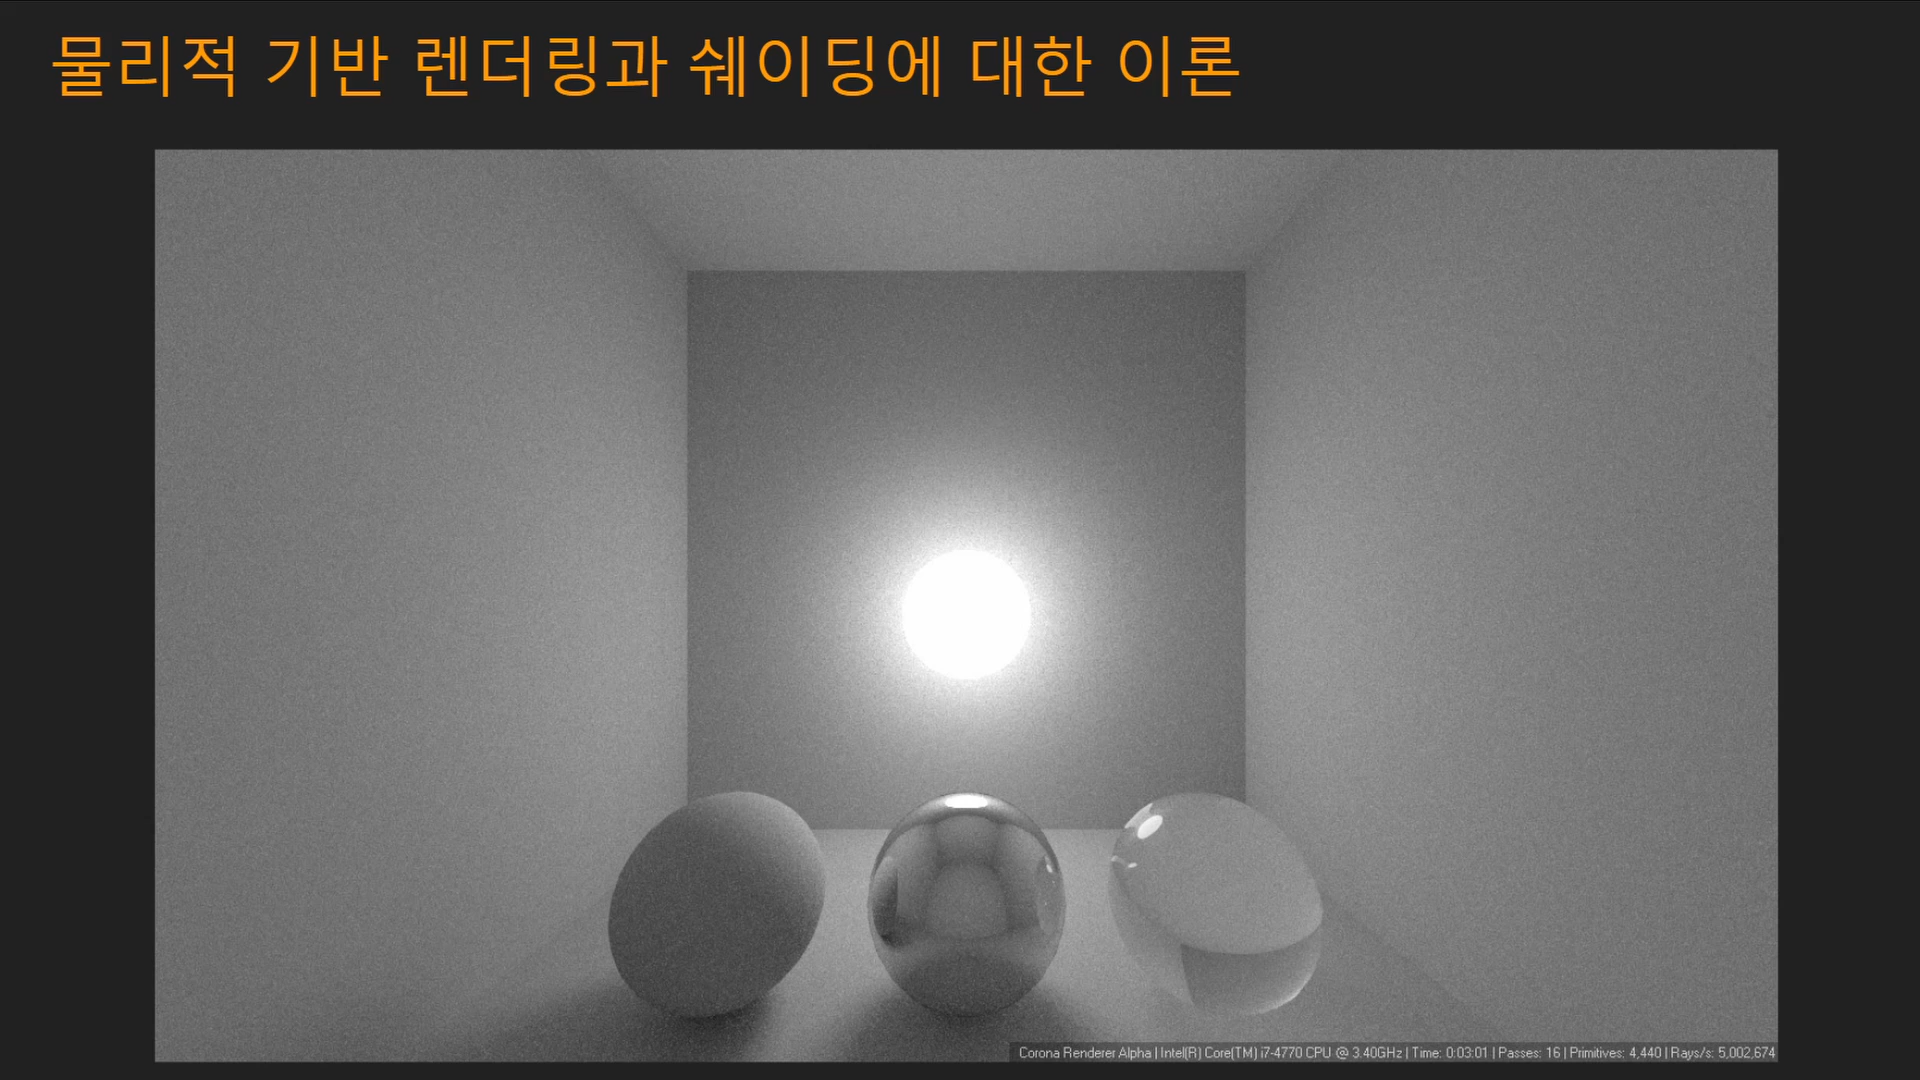 물리적 기반 렌더링과 쉐이딩에 대한 이론
Corona Renderer Alpha | Intel(R) Core(TM) i7-4770 CPU @ 3.40GHz | Time: 0:03:01 | Passes: 16 | Primitives: 4,440 | Rays/s: 5,002,674